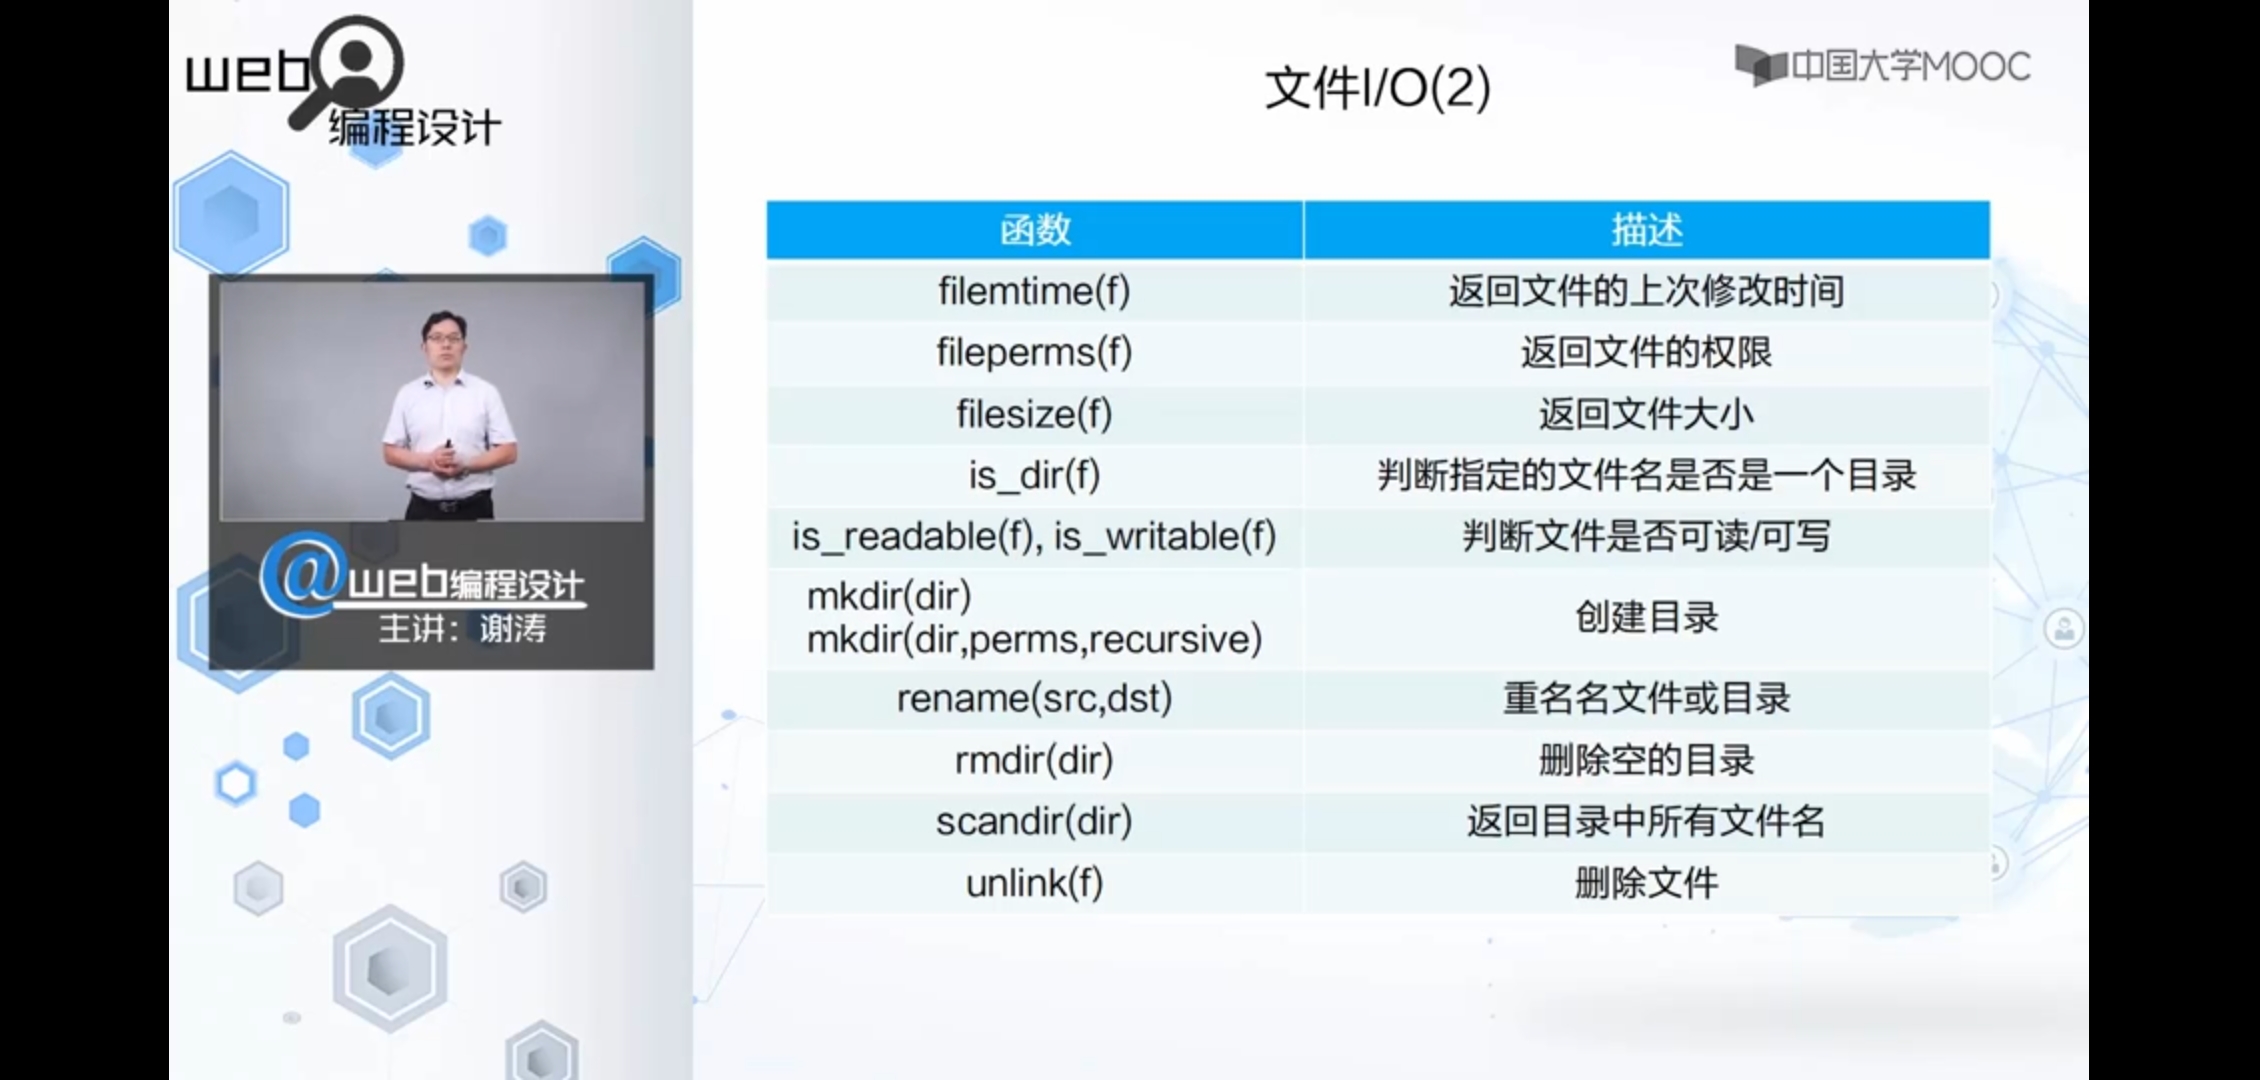 web
编程设计
中国大学MOOC
文件I/O(2)
函数 描述
filemtime(f) 返回文件的上次修改时间
fileperms(f) 返回文件的权限
filesize(f) 返回文件大小
is_dir(f) 判断指定的文件名是否是一个目录
is_readable(f), is_writable(f) 判断文件是否可读/可写
mkdir(dir)
mkdir(dir,perms,recursive) 创建目录
rename(src,dst) 重名名文件或目录
rmdir(dir) 删除空的目录
scandir(dir) 返回目录中所有文件名
unlink(f) 删除文件
@web编程设计
主讲：谢涛